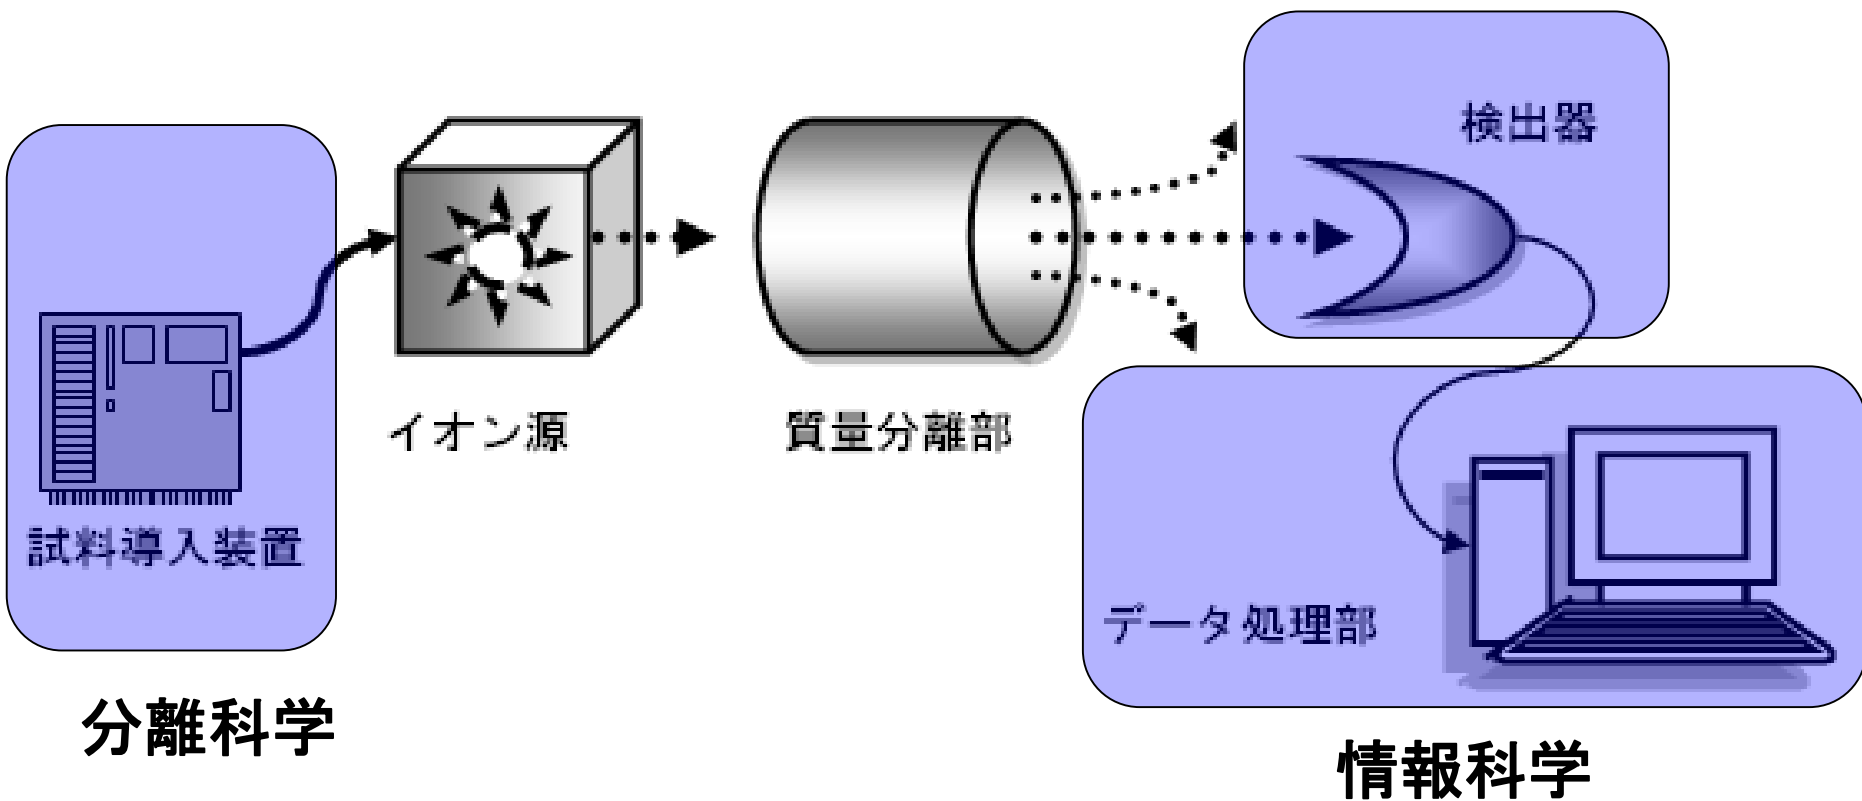 検出器
イオン源
質量分離部
試料導入装置
データ処理部
分離科学
情報科学